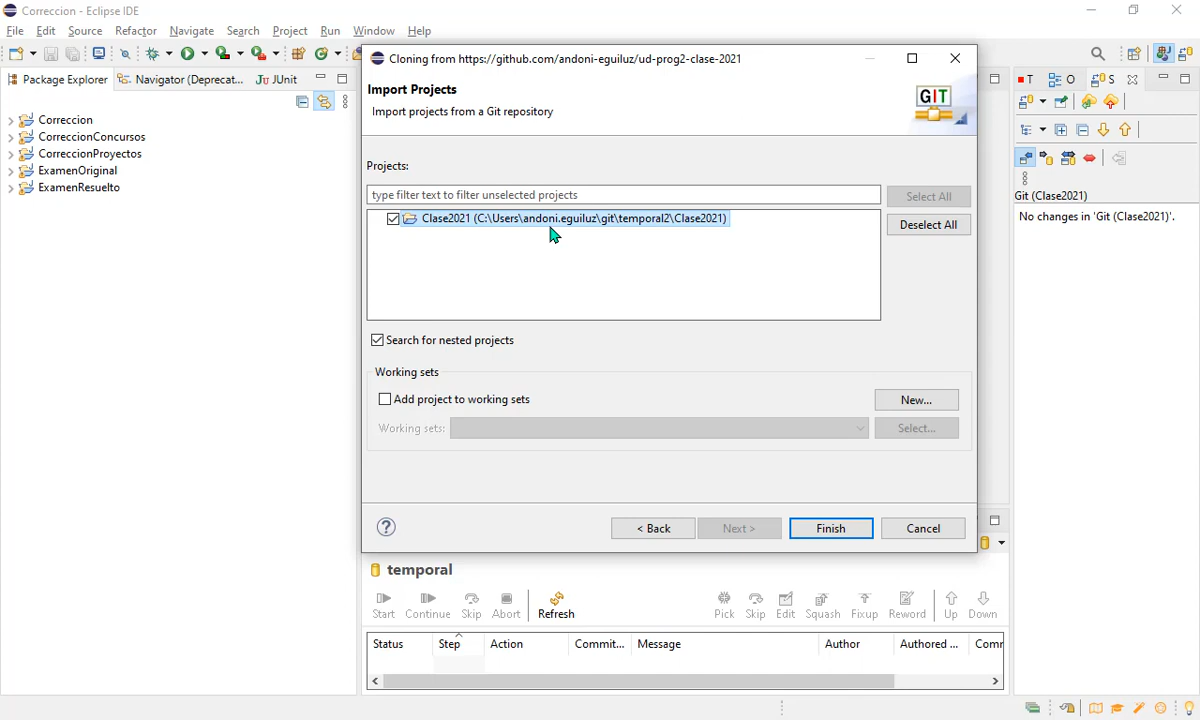 Correccion - Eclipse IDE
File Edit Source Refactor Navigate Search Project Run Window Help
Package Explorer Navigator (Deprecat... JUnit
Correccion
CorreccionConcursos
CorreccionProyectos
ExamenOriginal
ExamenResuelto
Cloning from https://github.com/andoni-eguiluz/ud-prog2-clase-2021
Import Projects
Import projects from a Git repository
GIT
Projects:
type filter text to filter unselected projects
Select All
Clase2021 (C:\Users\andoni.eguiluz\git\temporal2\Clase2021)
Deselect All
Search for nested projects
Working sets
Add project to working sets
New...
Working sets:
Select...
< Back Next > Finish Cancel
T O S
Git (Clase2021)
No changes in 'Git (Clase2021)'.
temporal
Start Continue Skip Abort Refresh Pick Skip Edit Squash Fixup Reword Up Down
Status Step Action Commit... Message Author Authored ... Comm